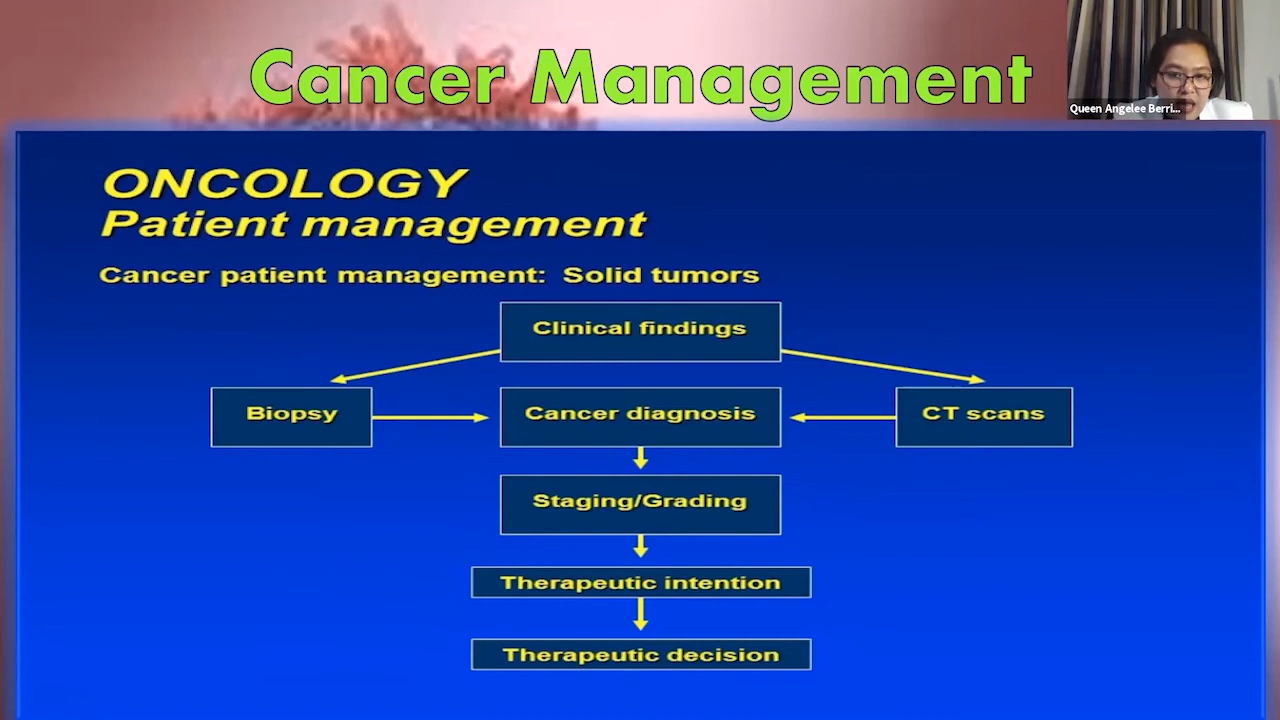 Cancer Management
Queen Angelee Berri...
ONCOLOGY
Patient management
Cancer patient management: Solid tumors
Clinical findings
Biopsy
Cancer diagnosis
CT scans
Staging/Grading
Therapeutic intention
Therapeutic decision